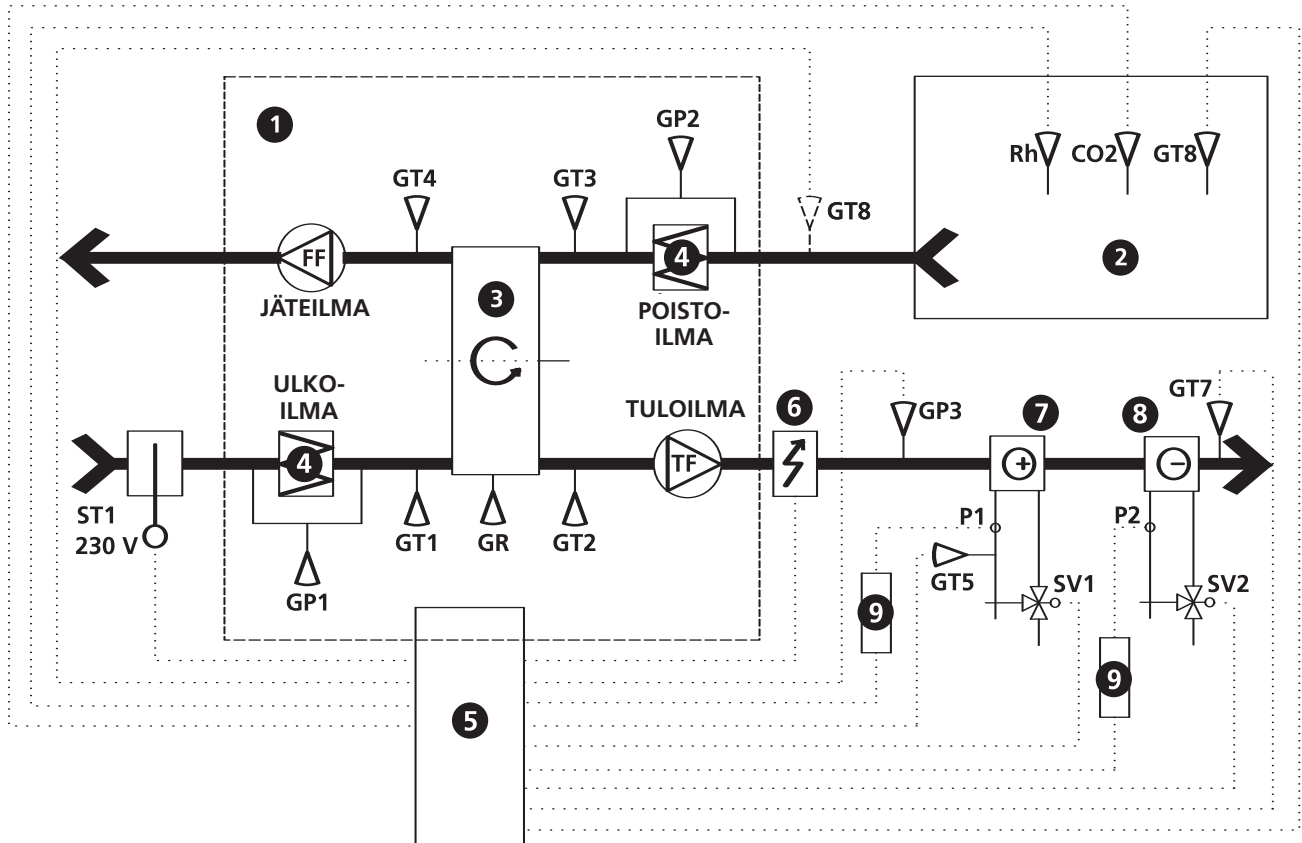 1
GP2
GT4
GT3
Rh
CO2
GT8
GT8
FF
4
2
3
JÄTEILMA
POISTO-
ILMA
ULKO-
ILMA
TULOILMA
6
GP3
7
8
GT7
4
TF
+
−
ST1
230 V
GT1
GR
GT2
P1
P2
GT5
GP1
SV1
SV2
9
9
5